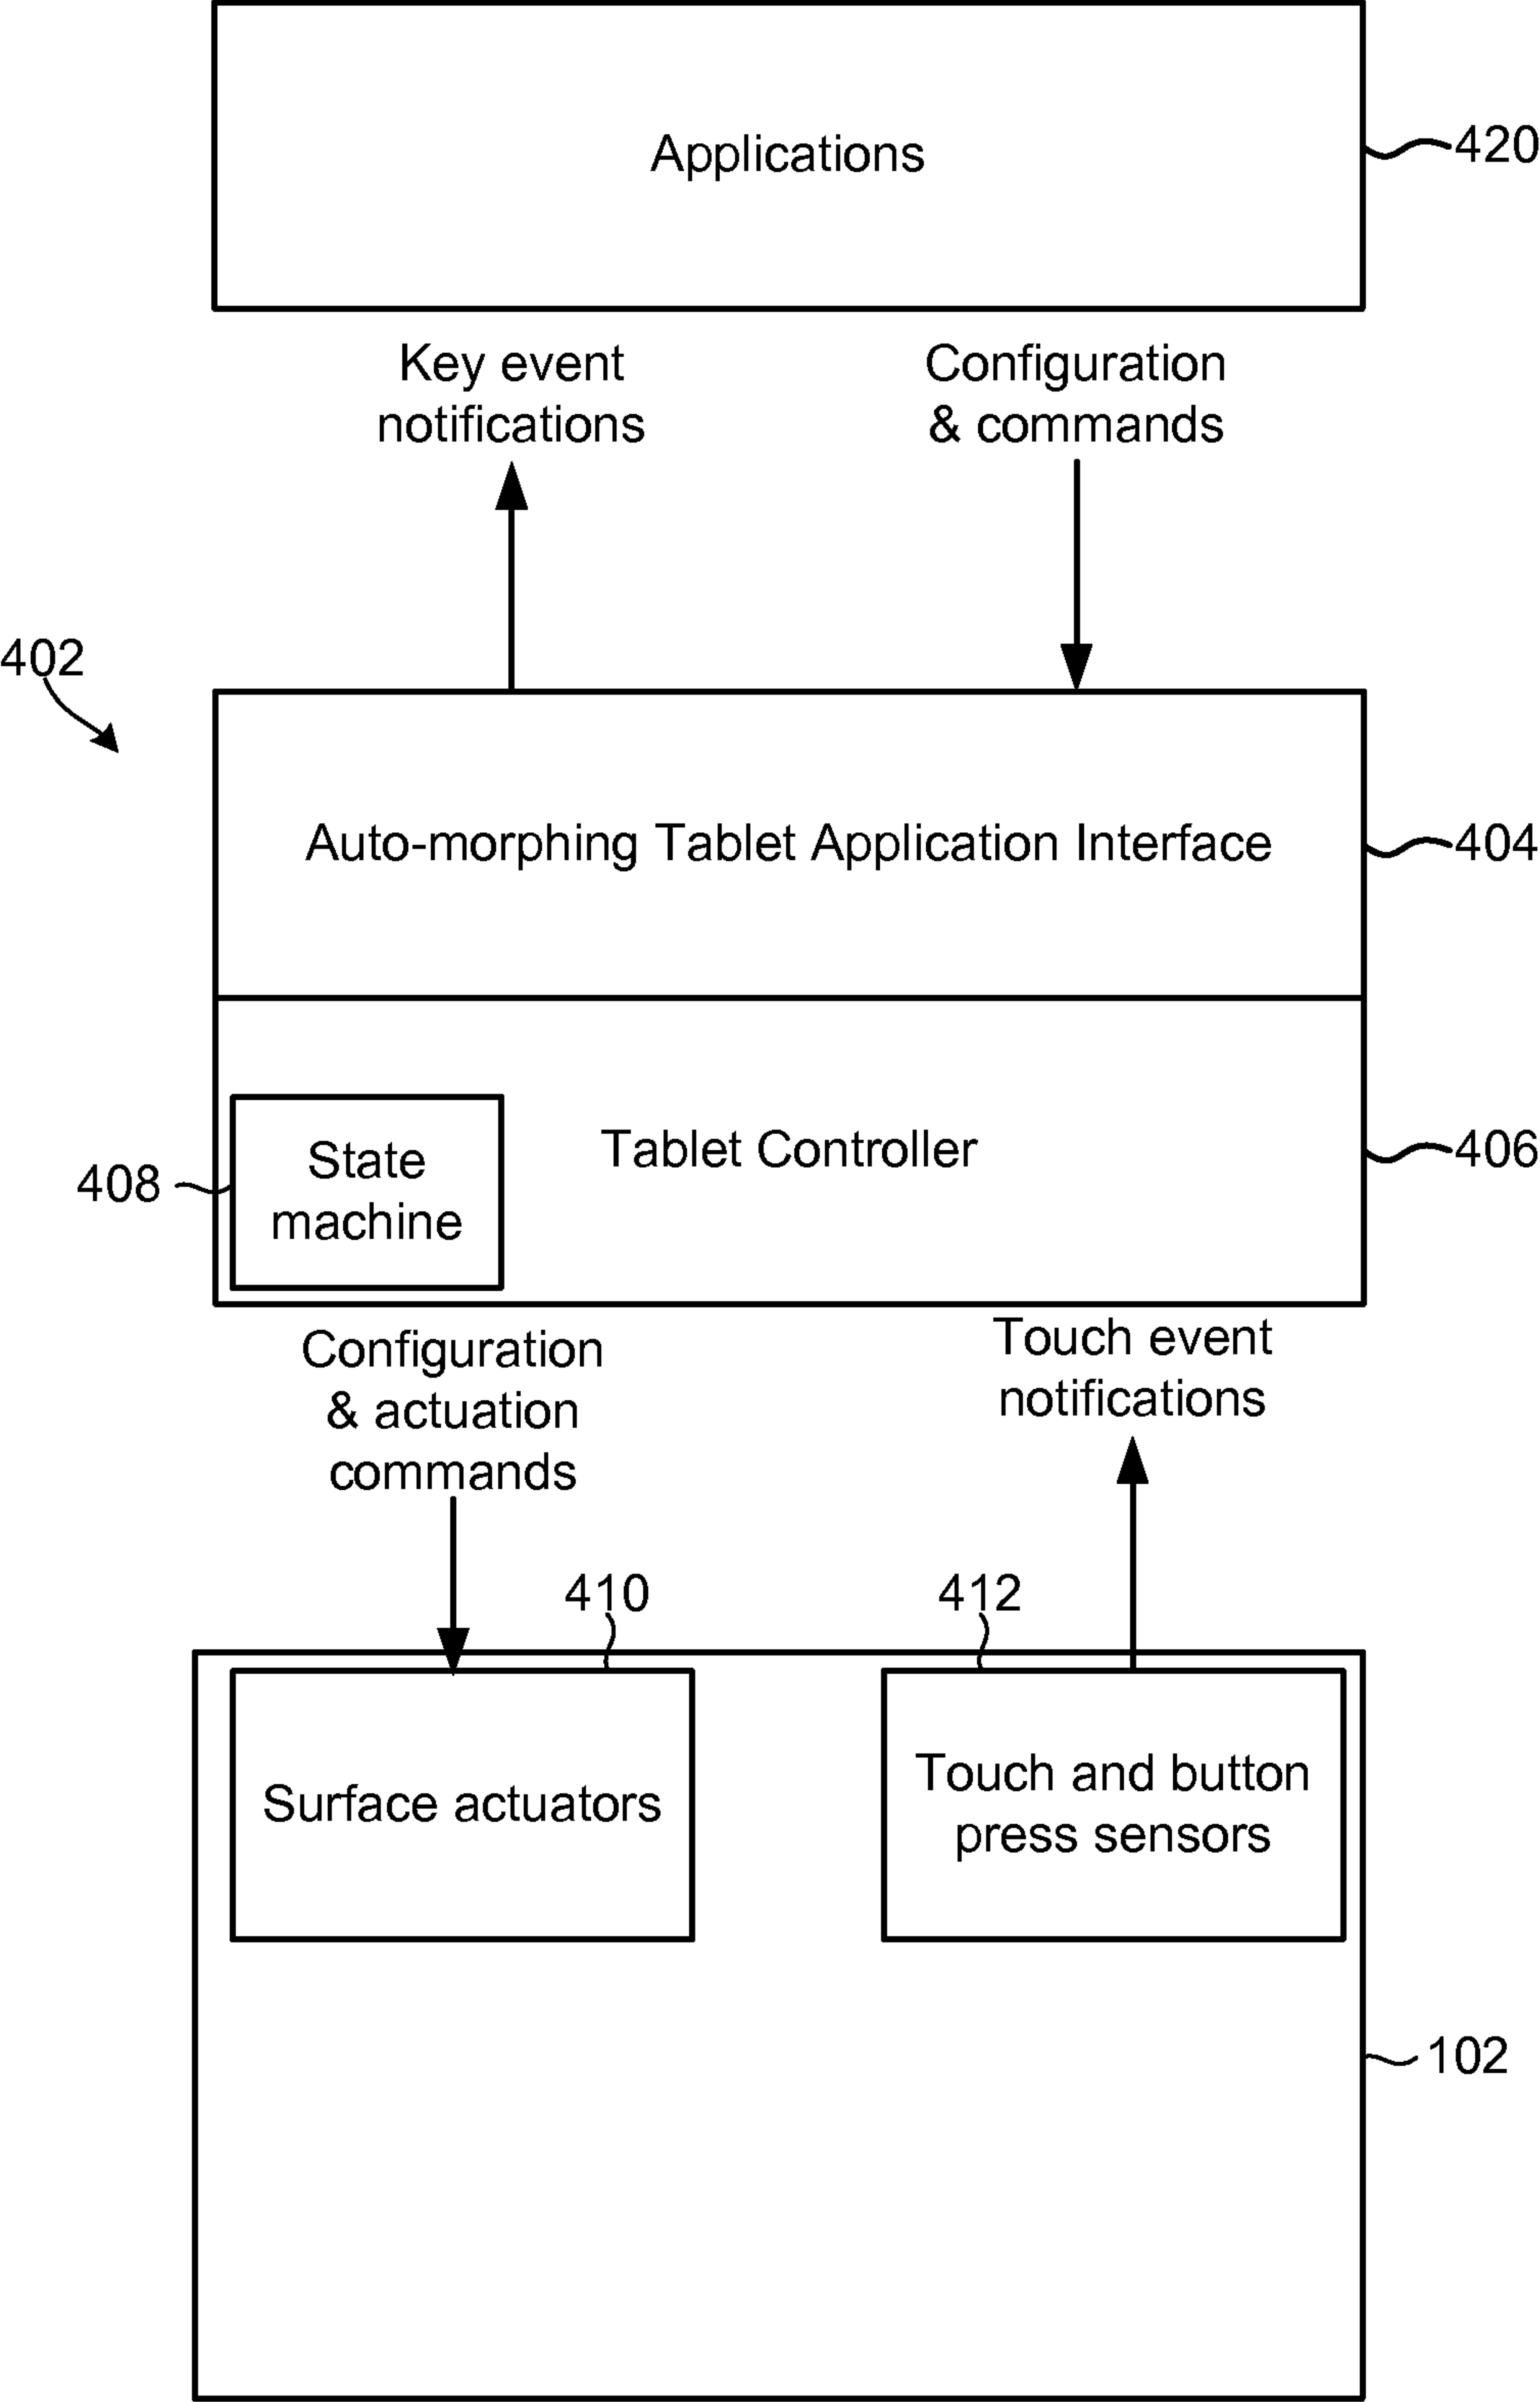 Applications
420
Key event
notifications
Configuration
& commands
402
Auto-morphing Tablet Application Interface
404
State
machine
408
Tablet Controller
406
Configuration
& actuation
commands
Touch event
notifications
410
412
Surface actuators
Touch and button
press sensors
102